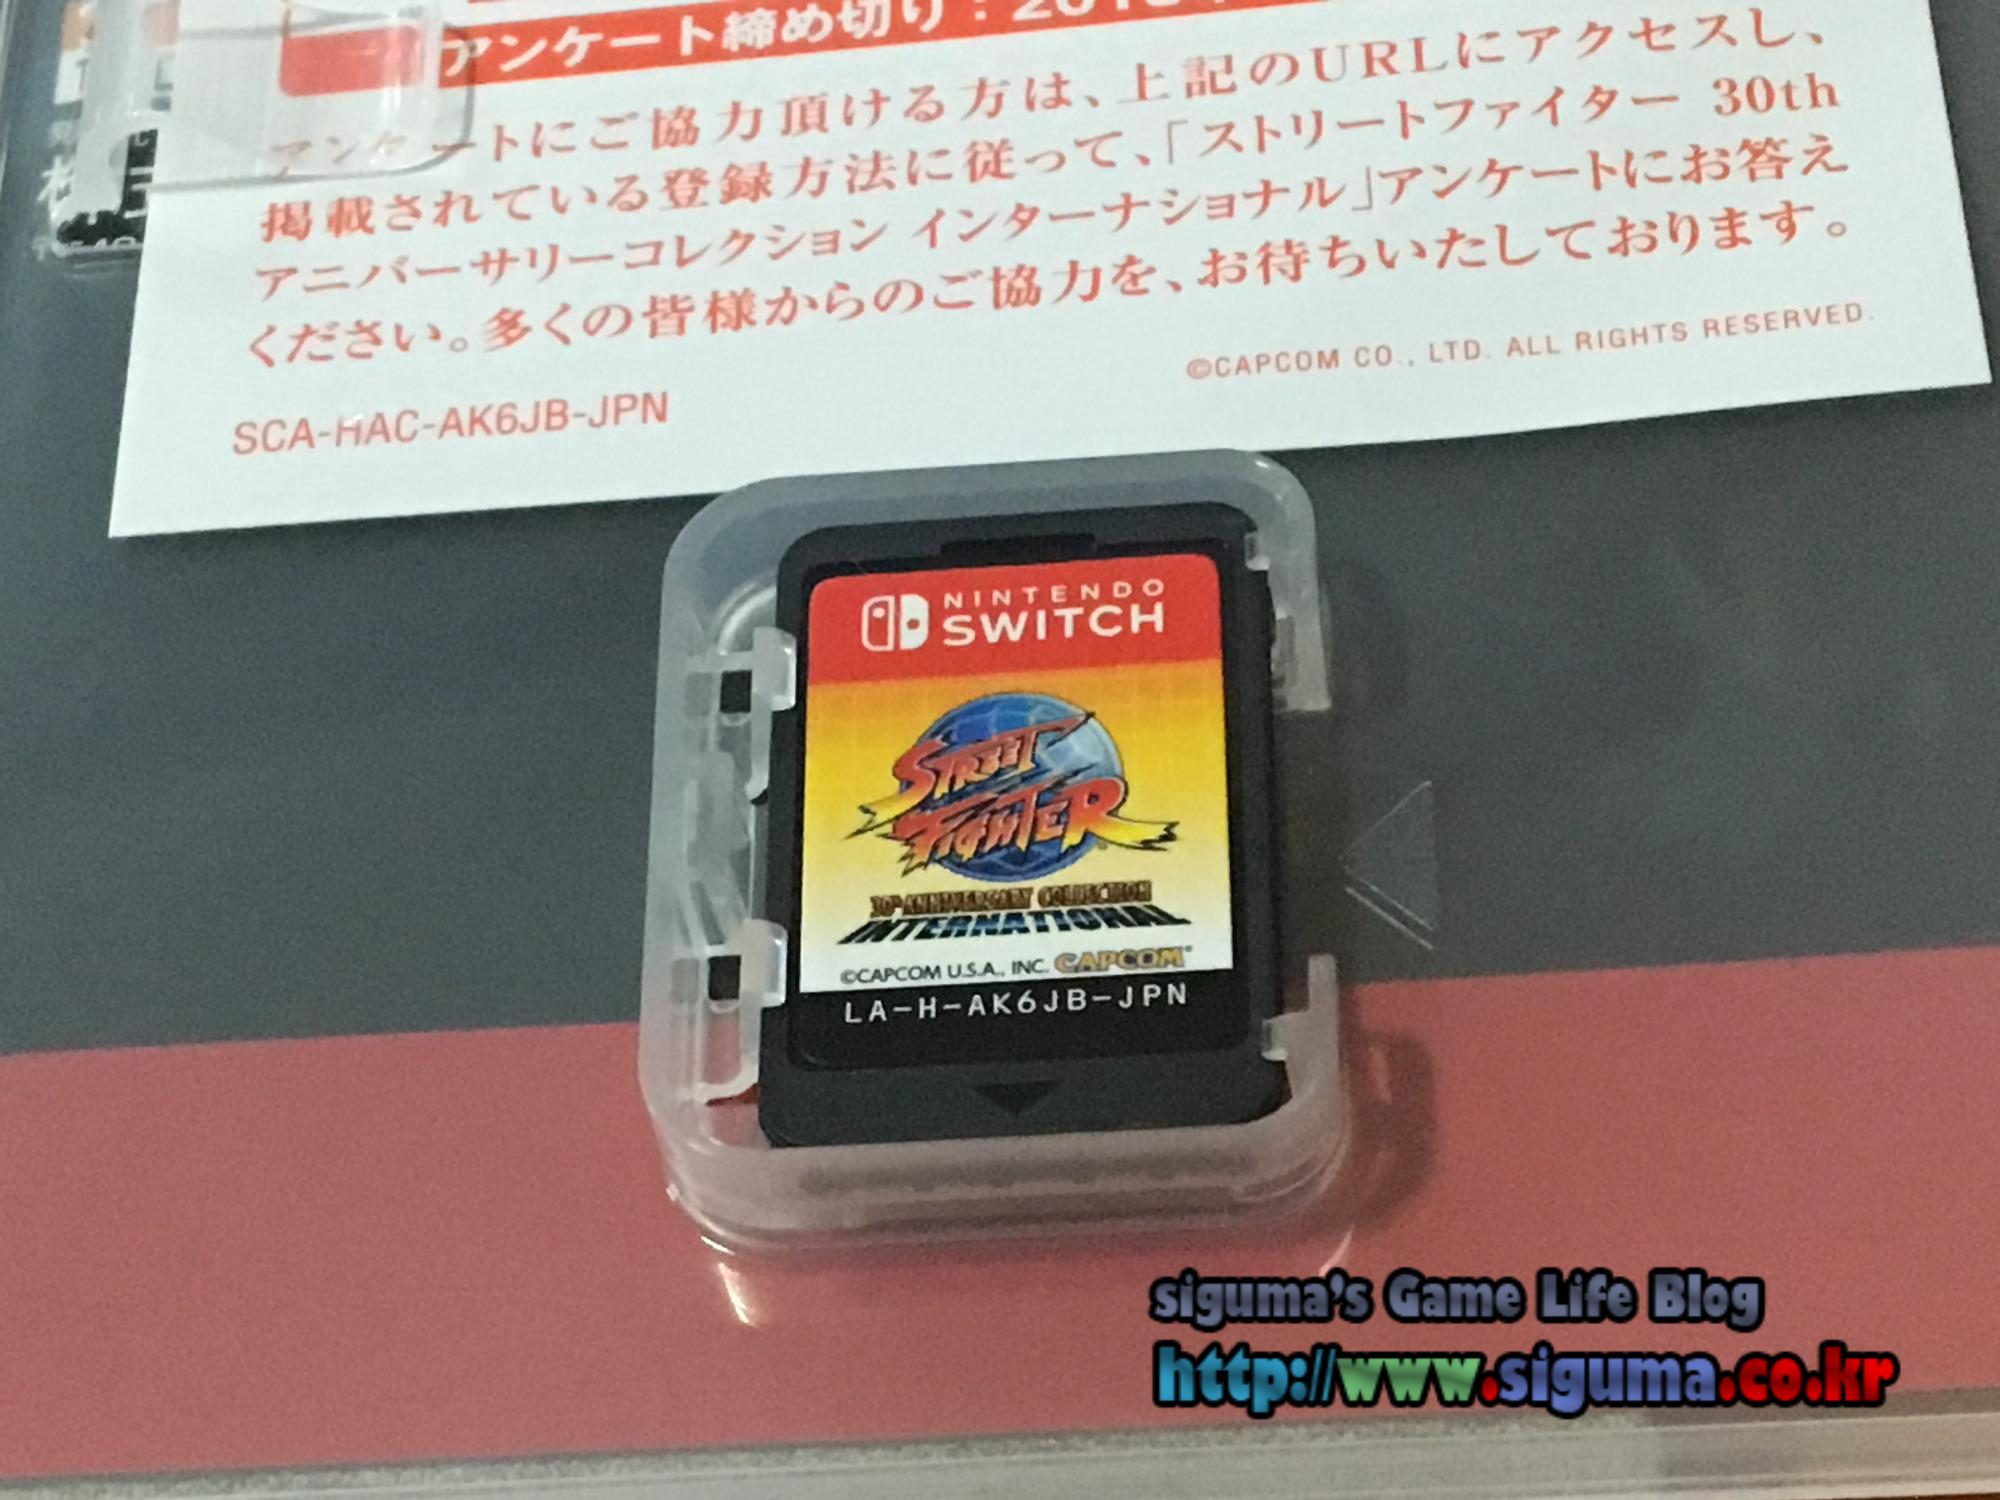 アンケート締め切り：2018
アンケートにご協力頂ける方は、上記のURLにアクセスし、
掲載されている登録方法に従って、「ストリートファイター 30th
アニバーサリーコレクション インターナショナル」アンケートにお答え
ください。多くの皆様からのご協力を、お待ちいたしております。
©CAPCOM CO., LTD. ALL RIGHTS RESERVED.
SCA-HAC-AK6JB-JPN
NINTENDO
SWITCH
STREET
FIGHTER
30th ANNIVERSARY COLLECTION
INTERNATIONAL
©CAPCOM U.S.A., INC. CAPCOM
LA-H-AK6JB-JPN
siguma's Game Life Blog
http://www.siguma.co.kr